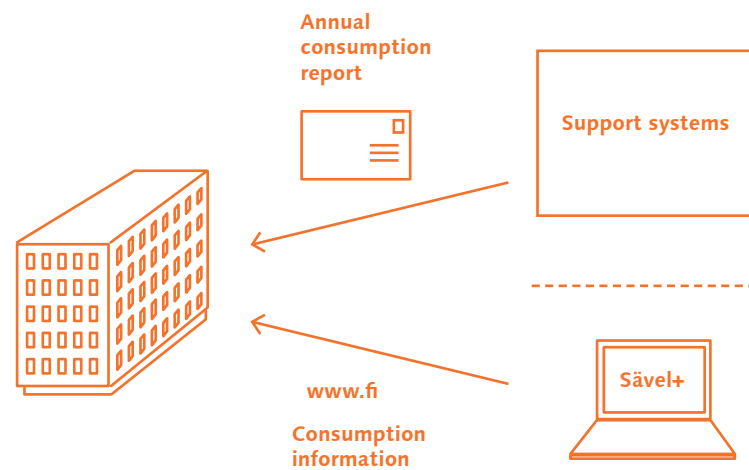 Annual
consumption
report
Support systems
Sävel+
www.fi
Consumption
information